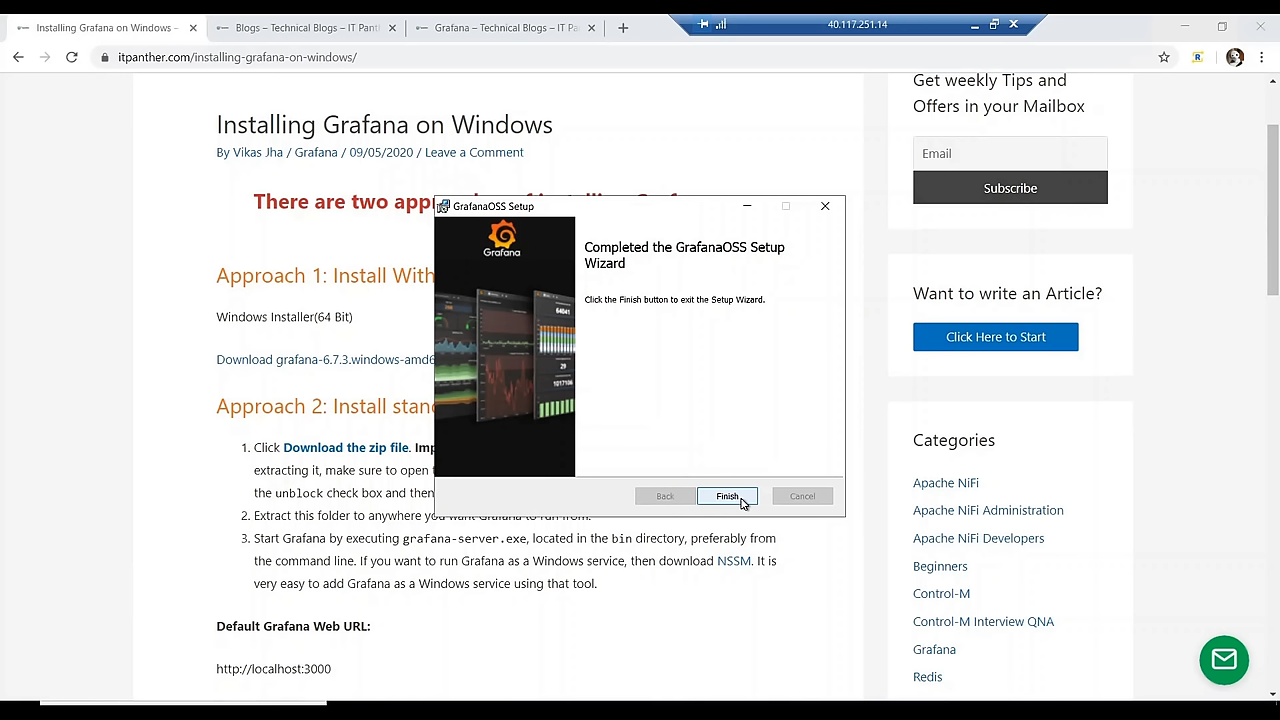 Installing Grafana on Windows –
Blogs – Technical Blogs – IT Pant
Grafana – Technical Blogs – IT Pa
40.117.251.14
itpanther.com/installing-grafana-on-windows/
Installing Grafana on Windows
By Vikas Jha / Grafana / 09/05/2020 / Leave a Comment
There are two app
Approach 1: Install With
Windows Installer(64 Bit)
Download grafana-6.7.3.windows-amd6
Approach 2: Install stan
1. Click Download the zip file. Imp
extracting it, make sure to open
the unblock check box and then
2. Extract this folder to anywhere you want Grafana to run from.
3. Start Grafana by executing grafana-server.exe, located in the bin directory, preferably from
the command line. If you want to run Grafana as a Windows service, then download NSSM. It is
very easy to add Grafana as a Windows service using that tool.
Default Grafana Web URL:
http://localhost:3000
GrafanaOSS Setup
Grafana
64041
29
1017106
Completed the GrafanaOSS Setup
Wizard
Click the Finish button to exit the Setup Wizard.
Back
Finish
Cancel
Get weekly Tips and
Offers in your Mailbox
Email
Subscribe
Want to write an Article?
Click Here to Start
Categories
Apache NiFi
Apache NiFi Administration
Apache NiFi Developers
Beginners
Control-M
Control-M Interview QNA
Grafana
Redis